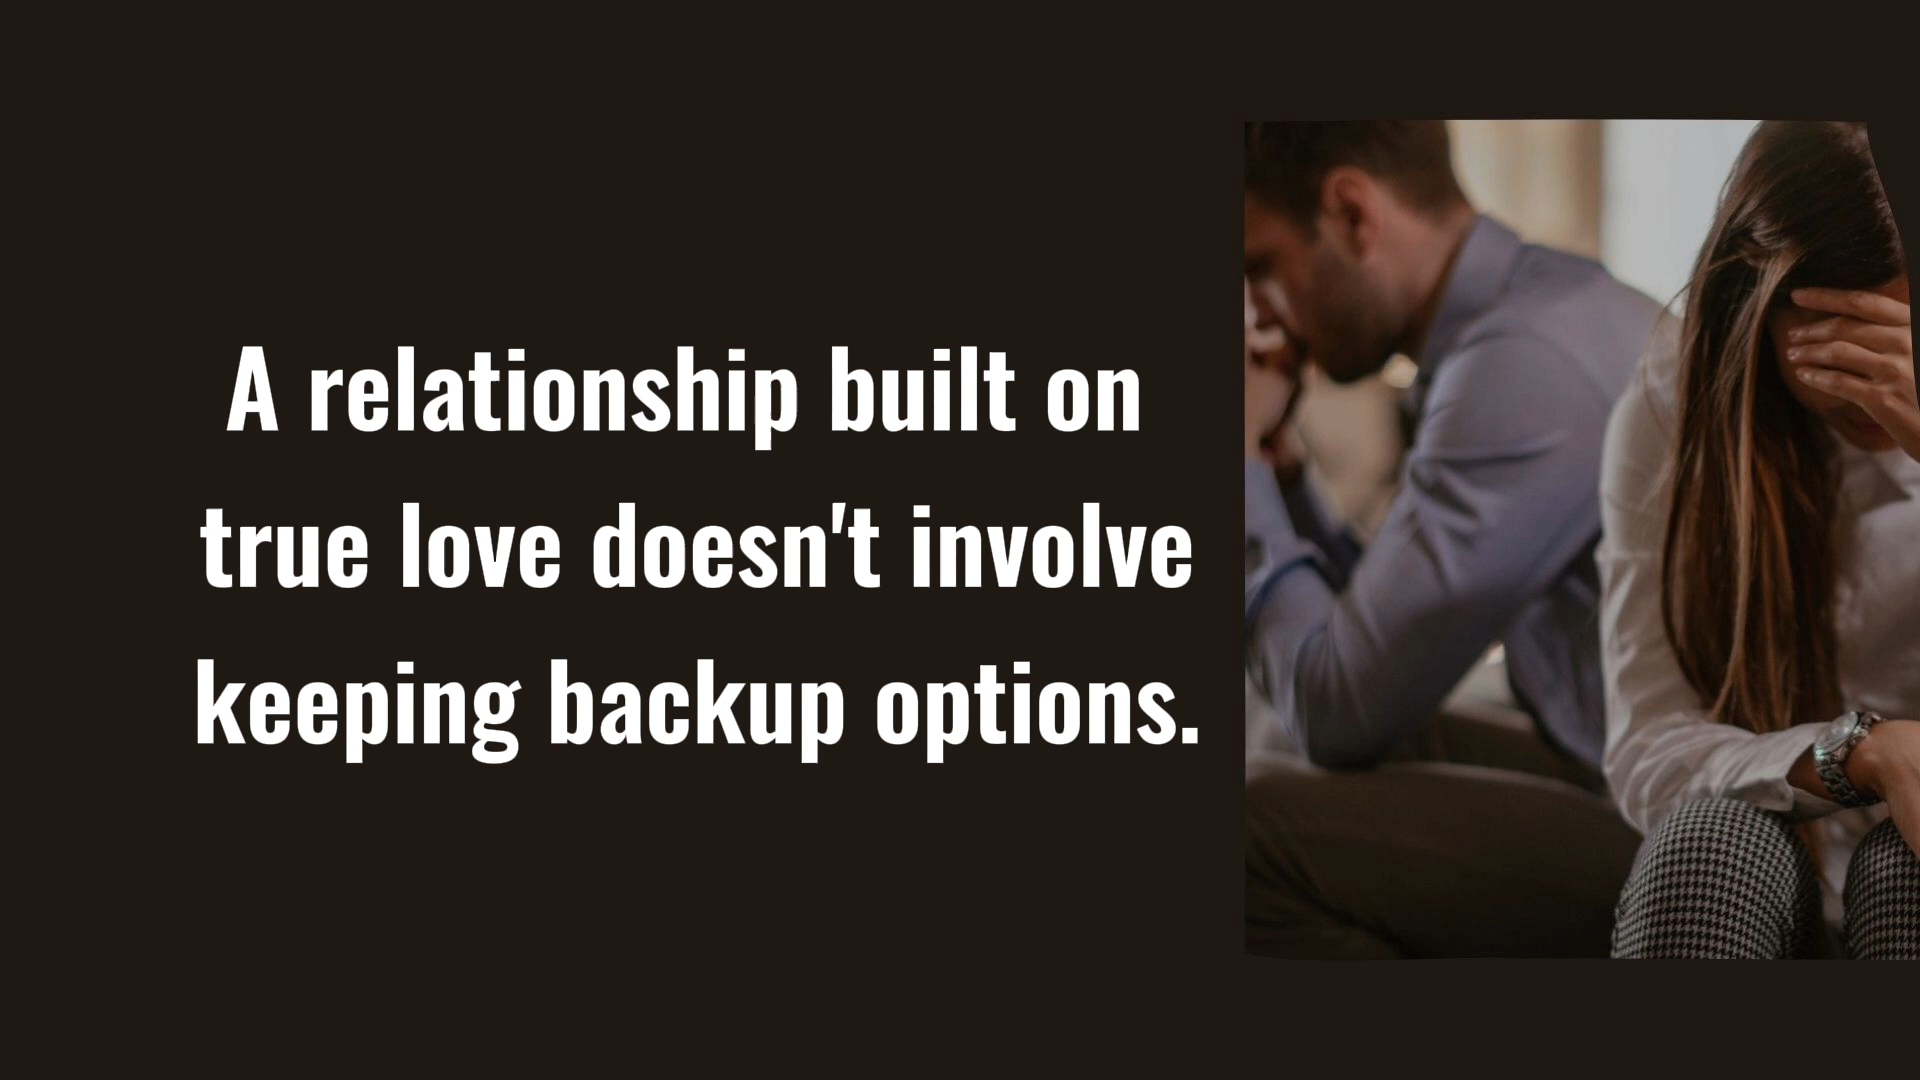 A relationship built on
true love doesn't involve
keeping backup options.